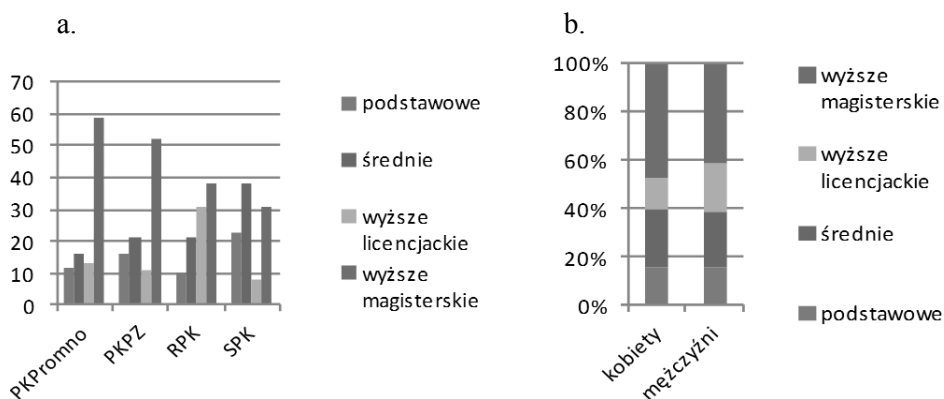 a.
70
60
50
40
30
20
10
0
PKPromno
PKPZ
RPK
SPK
podstawowe
średnie
wyższe
licencjackie
wyższe
magisterskie
b.
100%
80%
60%
40%
20%
0%
kobiety
mężczyźni
wyższe
magisterskie
wyższe
licencjackie
średnie
podstawowe